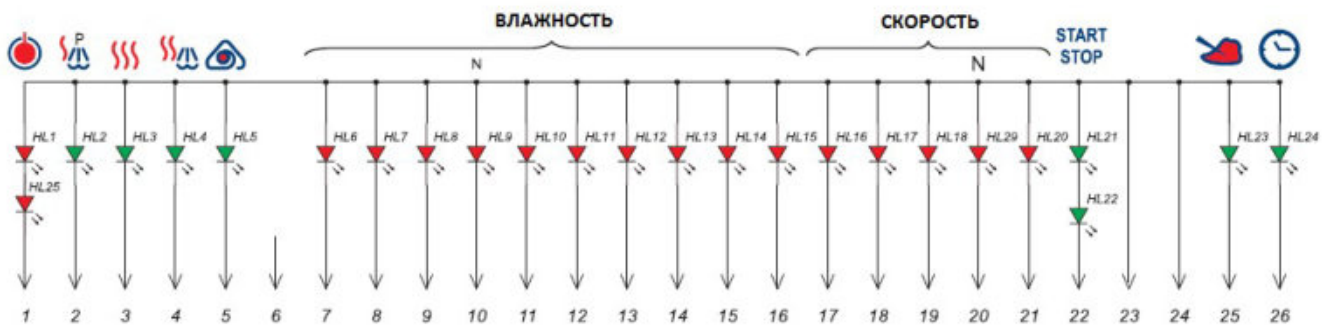 ВЛАЖНОСТЬ СКОРОСТЬ
P N N START STOP
HL1 HL2 HL3 HL4 HL5 HL6 HL7 HL8 HL9 HL10 HL11 HL12 HL13 HL14 HL15 HL16 HL17 HL18 HL29 HL20 HL21 HL23 HL24
HL25 HL22
1 2 3 4 5 6 7 8 9 10 11 12 13 14 15 16 17 18 19 20 21 22 23 24 25 26